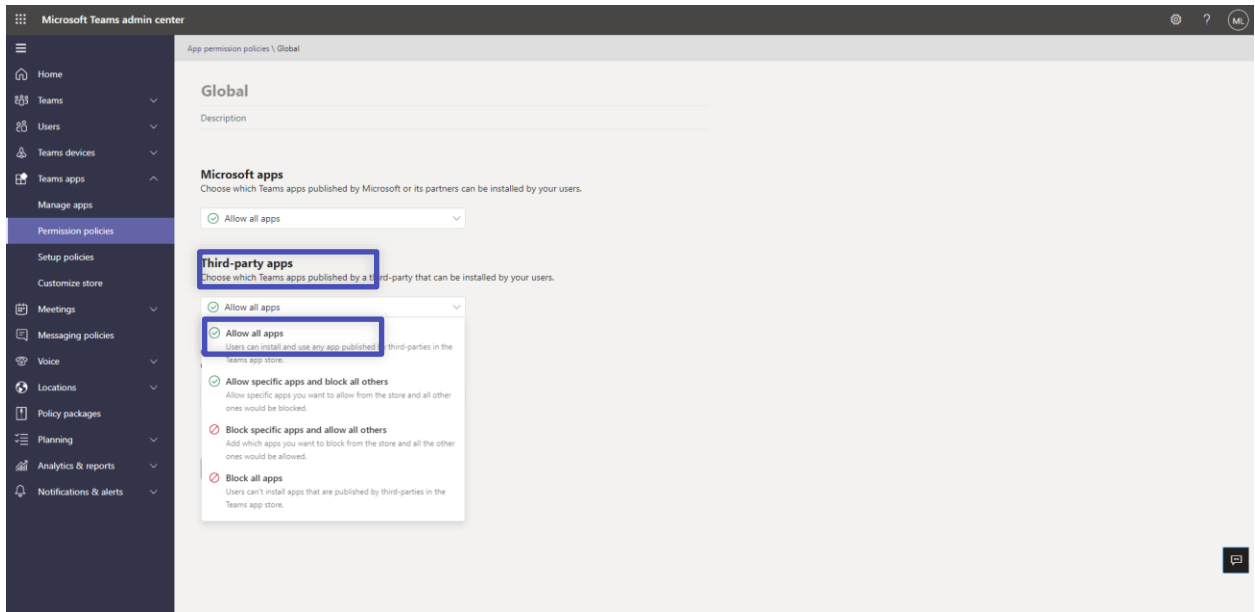 Microsoft Teams admin center
?
ML
App permission policies \ Global
Home
Teams
Users
Teams devices
Teams apps
Manage apps
Permission policies
Setup policies
Customize store
Meetings
Messaging policies
Voice
Locations
Policy packages
Planning
Analytics & reports
Notifications & alerts
Global
Description
Microsoft apps
Choose which Teams apps published by Microsoft or its partners can be installed by your users.
Allow all apps
Third-party apps
Choose which Teams apps published by a third-party that can be installed by your users.
Allow all apps
Allow all apps
Users can install and use any app published by third-parties in the
Teams app store.
Allow specific apps and block all others
Allow specific apps you want to allow from the store and all other
ones would be blocked.
Block specific apps and allow all others
Add which apps you want to block from the store and all the other
ones would be allowed.
Block all apps
Users can't install apps that are published by third-parties in the
Teams app store.